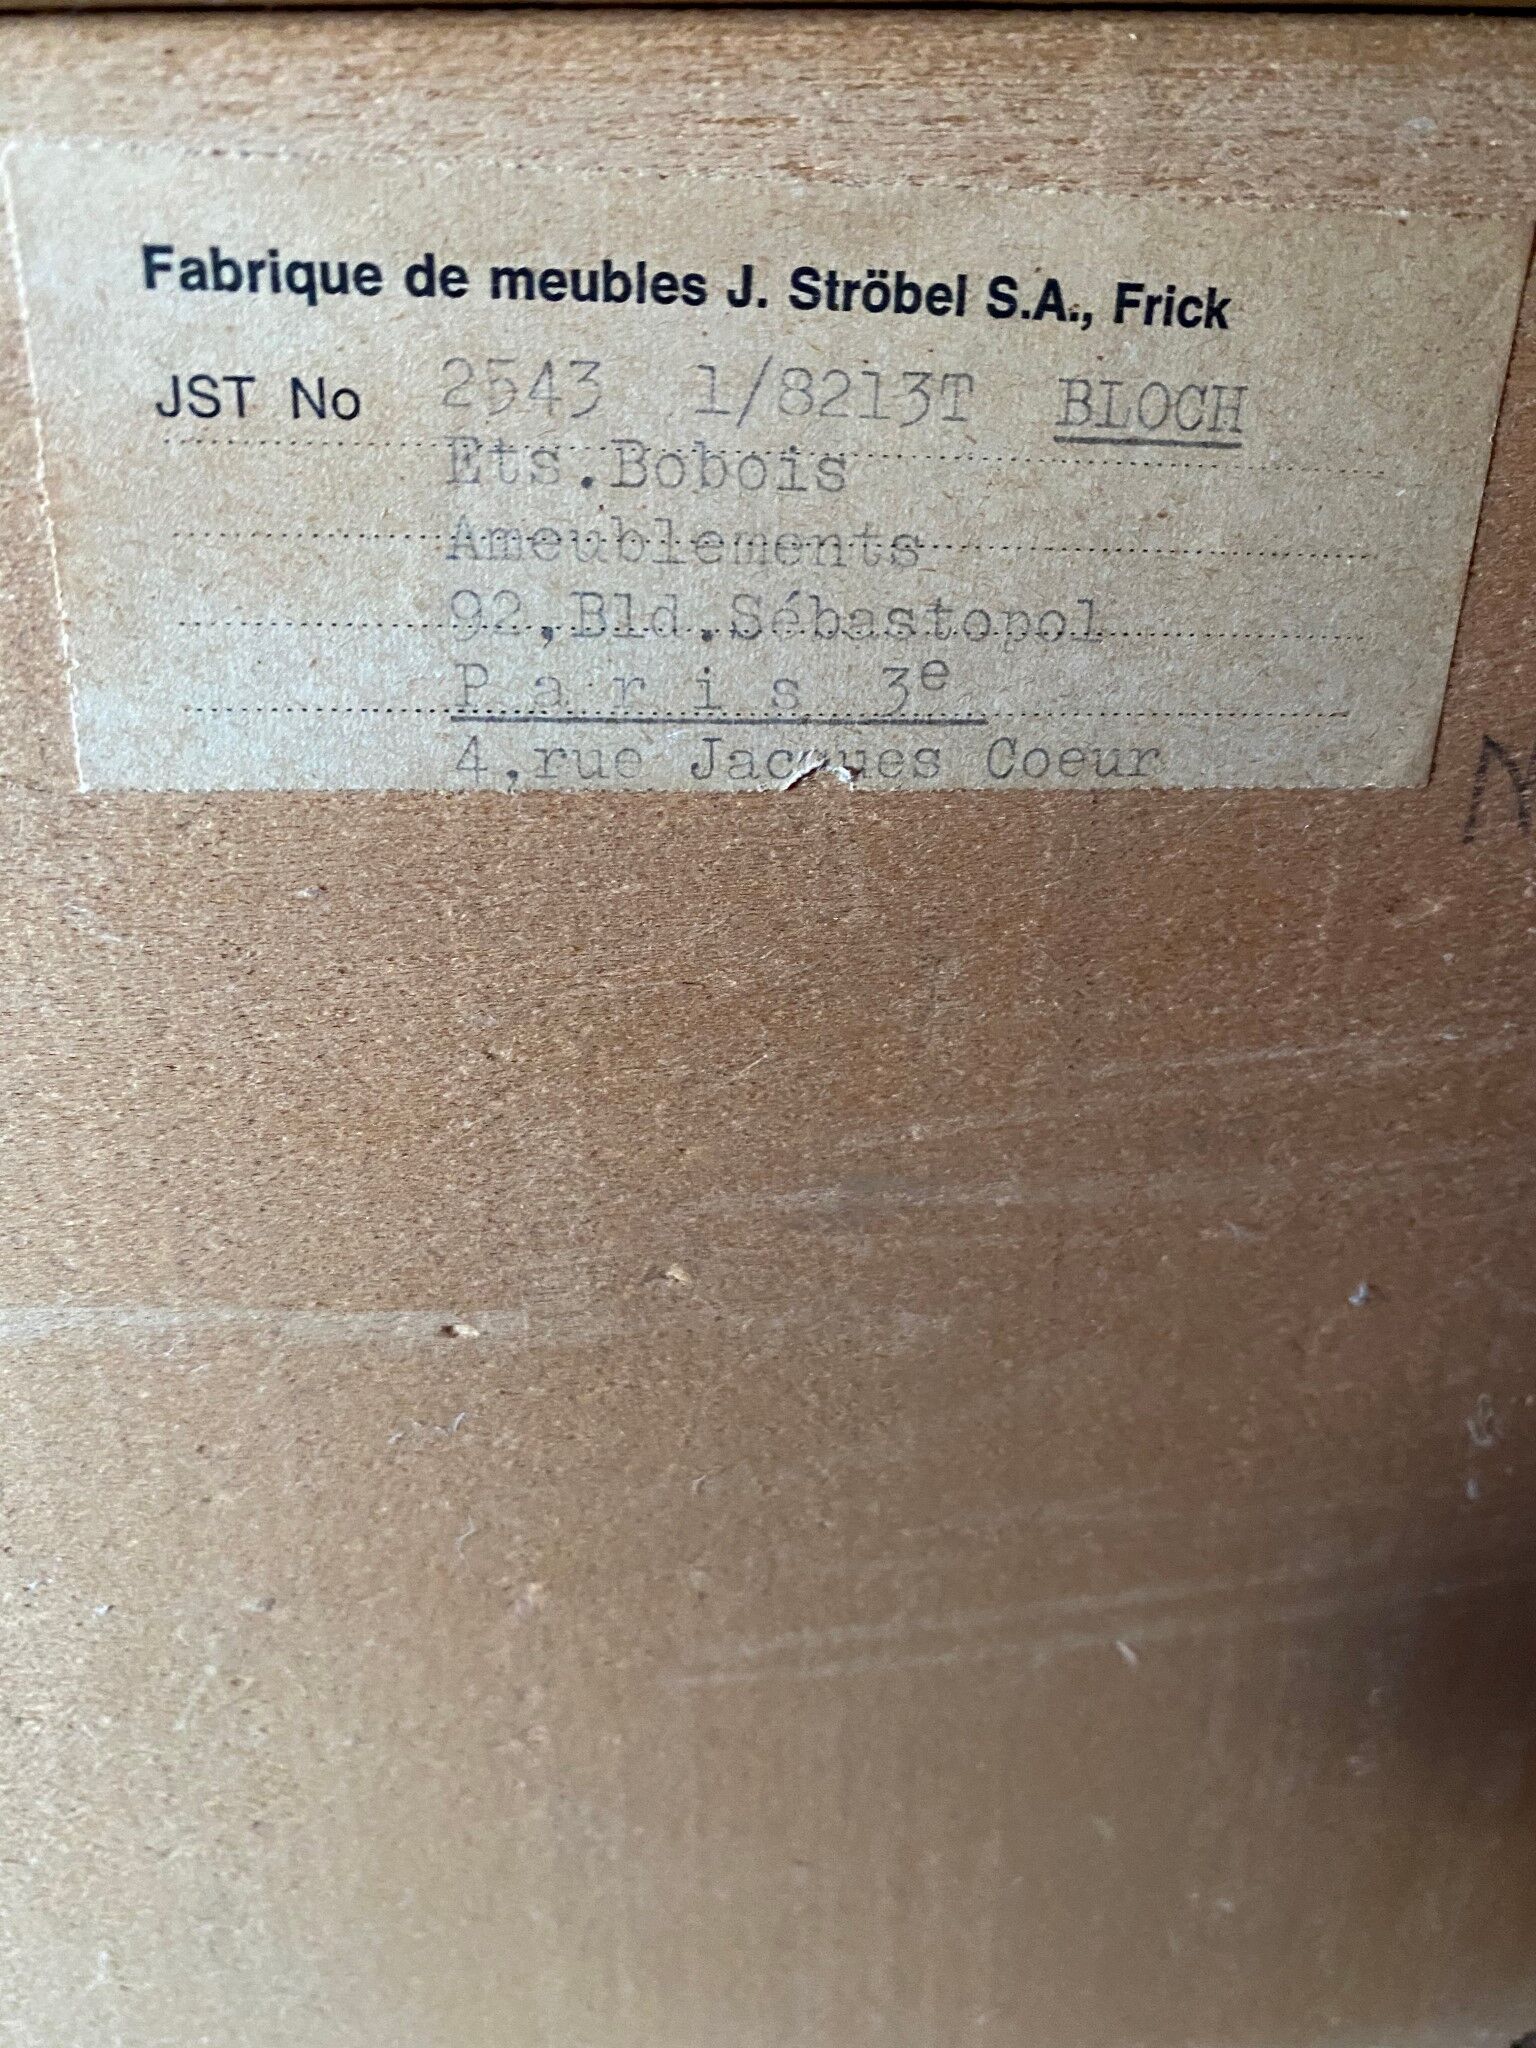 Fabrique de meubles J. Ströbel S.A., Frick
JST No 2543 1/8213T BLOCH
Ets.Bobois
Ameublements
92,Bld.Sébastopol
P a r i s 3e
4,rue Jacques Coeur